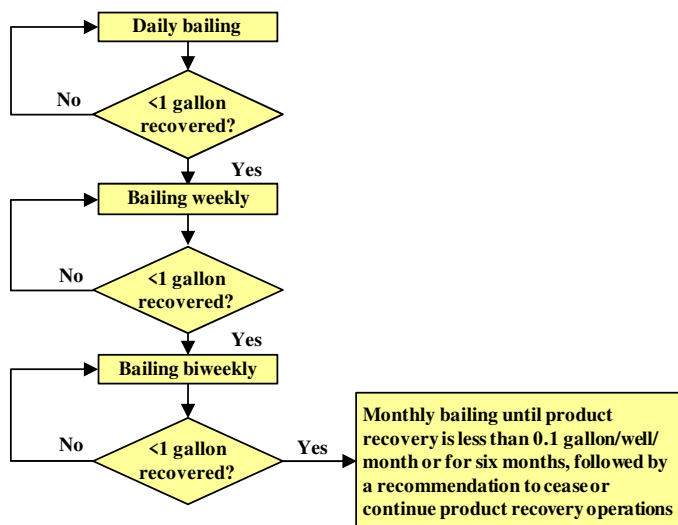 Daily bailing
<1 gallon
recovered?
No
Yes
Bailing weekly
<1 gallon
recovered?
No
Yes
Bailing biweekly
<1 gallon
recovered?
No
Yes
Monthly bailing until product
recovery is less than 0.1 gallon/well/
month or for six months, followed by
a recommendation to cease or
continue product recovery operations